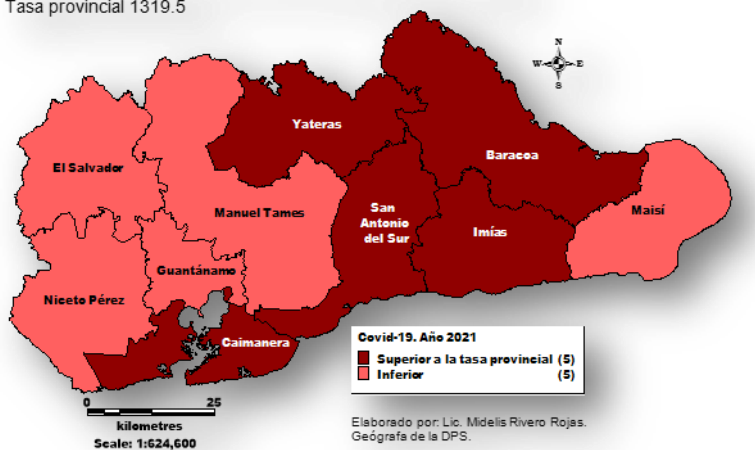 Tasa provincial 1319.5
N
W
E
S
Yateras
Baracoa
El Salvador
Manuel Tames
San
Antonio
del Sur
Imías
Maisí
Guantánamo
Niceto Pérez
Caimanera
Covid-19. Año 2021
Superior a la tasa provincial (5)
Inferior (5)
0 25
kilometres
Scale: 1:624,600
Elaborado por: Lic. Midelis Rivero Rojas.
Geógrafa de la DPS.